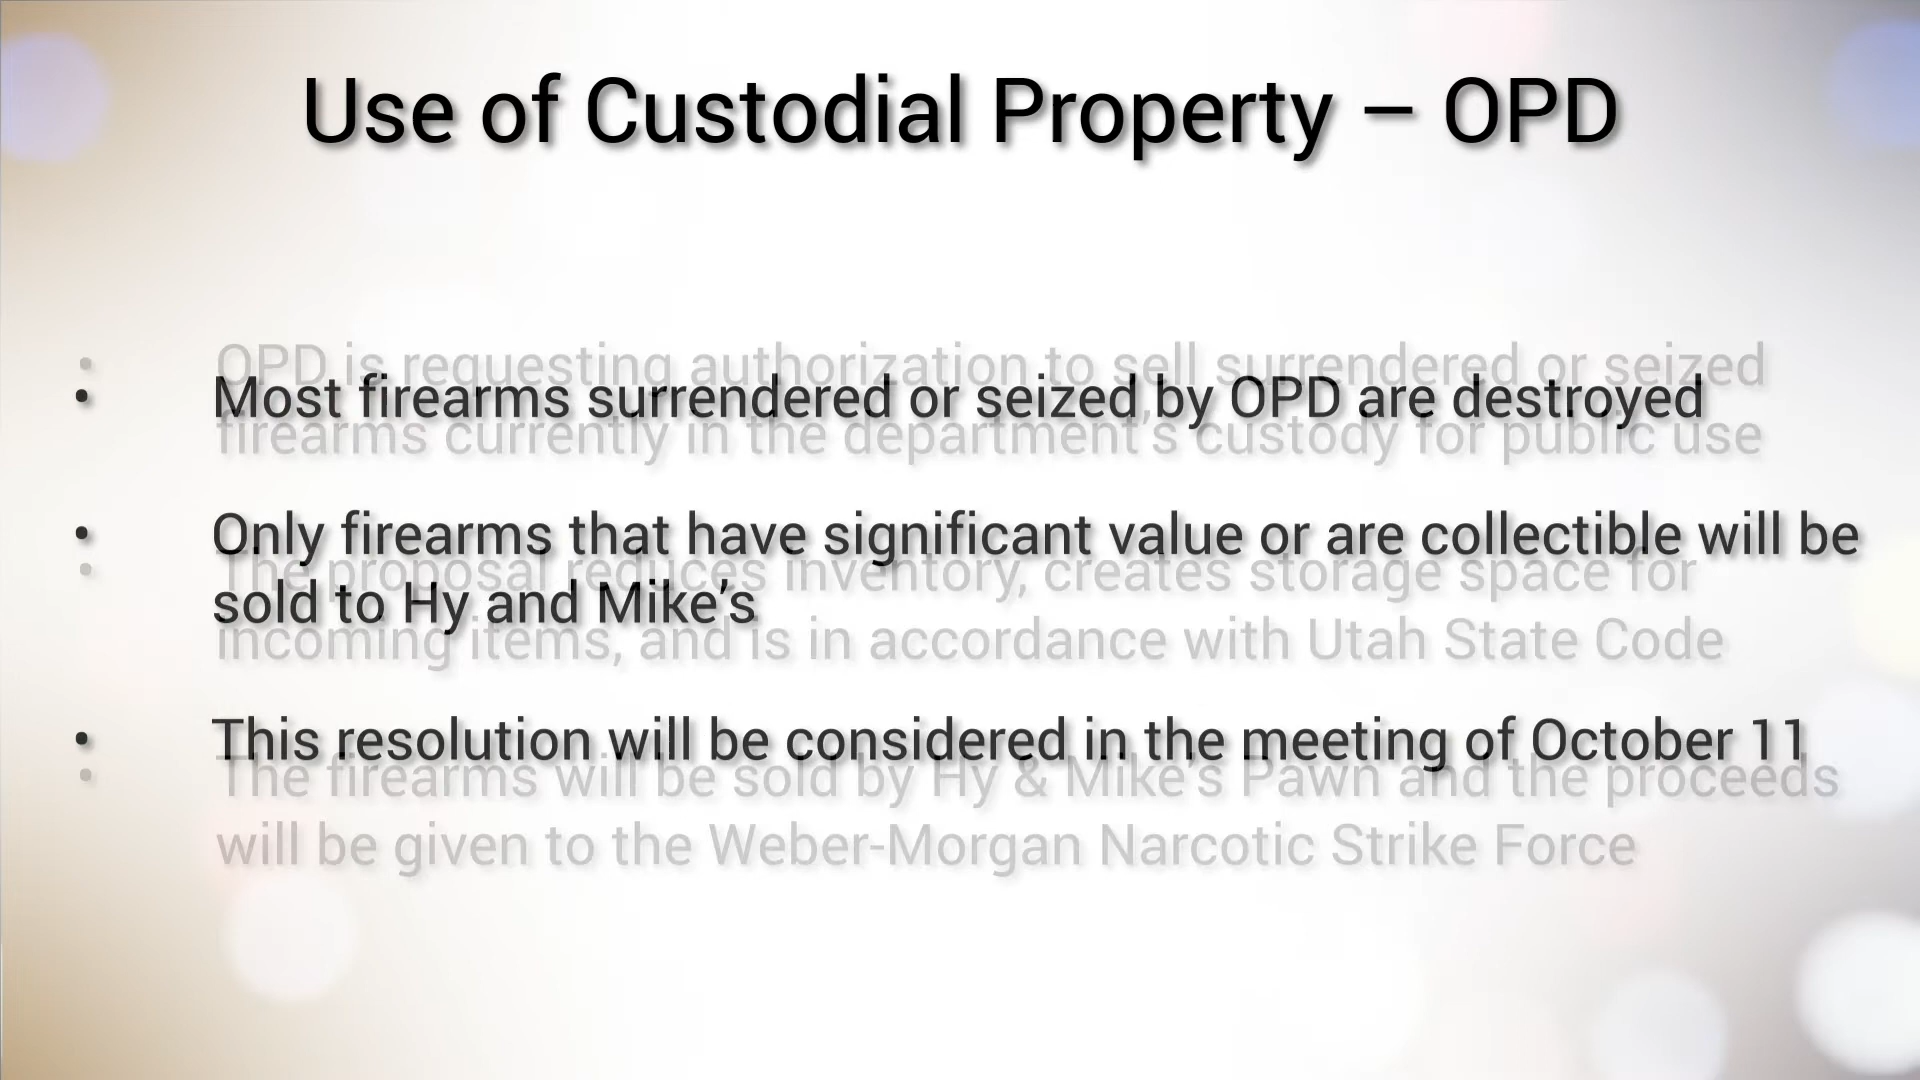 Use of Custodial Property – OPD
• OPD is requesting authorization to sell surrendered or seized
• Most firearms surrendered or seized by OPD are destroyed
firearms currently in the department's custody for public use
• Only firearms that have significant value or are collectible will be
• The proposal reduces inventory, creates storage space for
sold to Hy and Mike’s
incoming items, and is in accordance with Utah State Code
• This resolution will be considered in the meeting of October 11
• The firearms will be sold by Hy & Mike’s Pawn and the proceeds
will be given to the Weber-Morgan Narcotic Strike Force